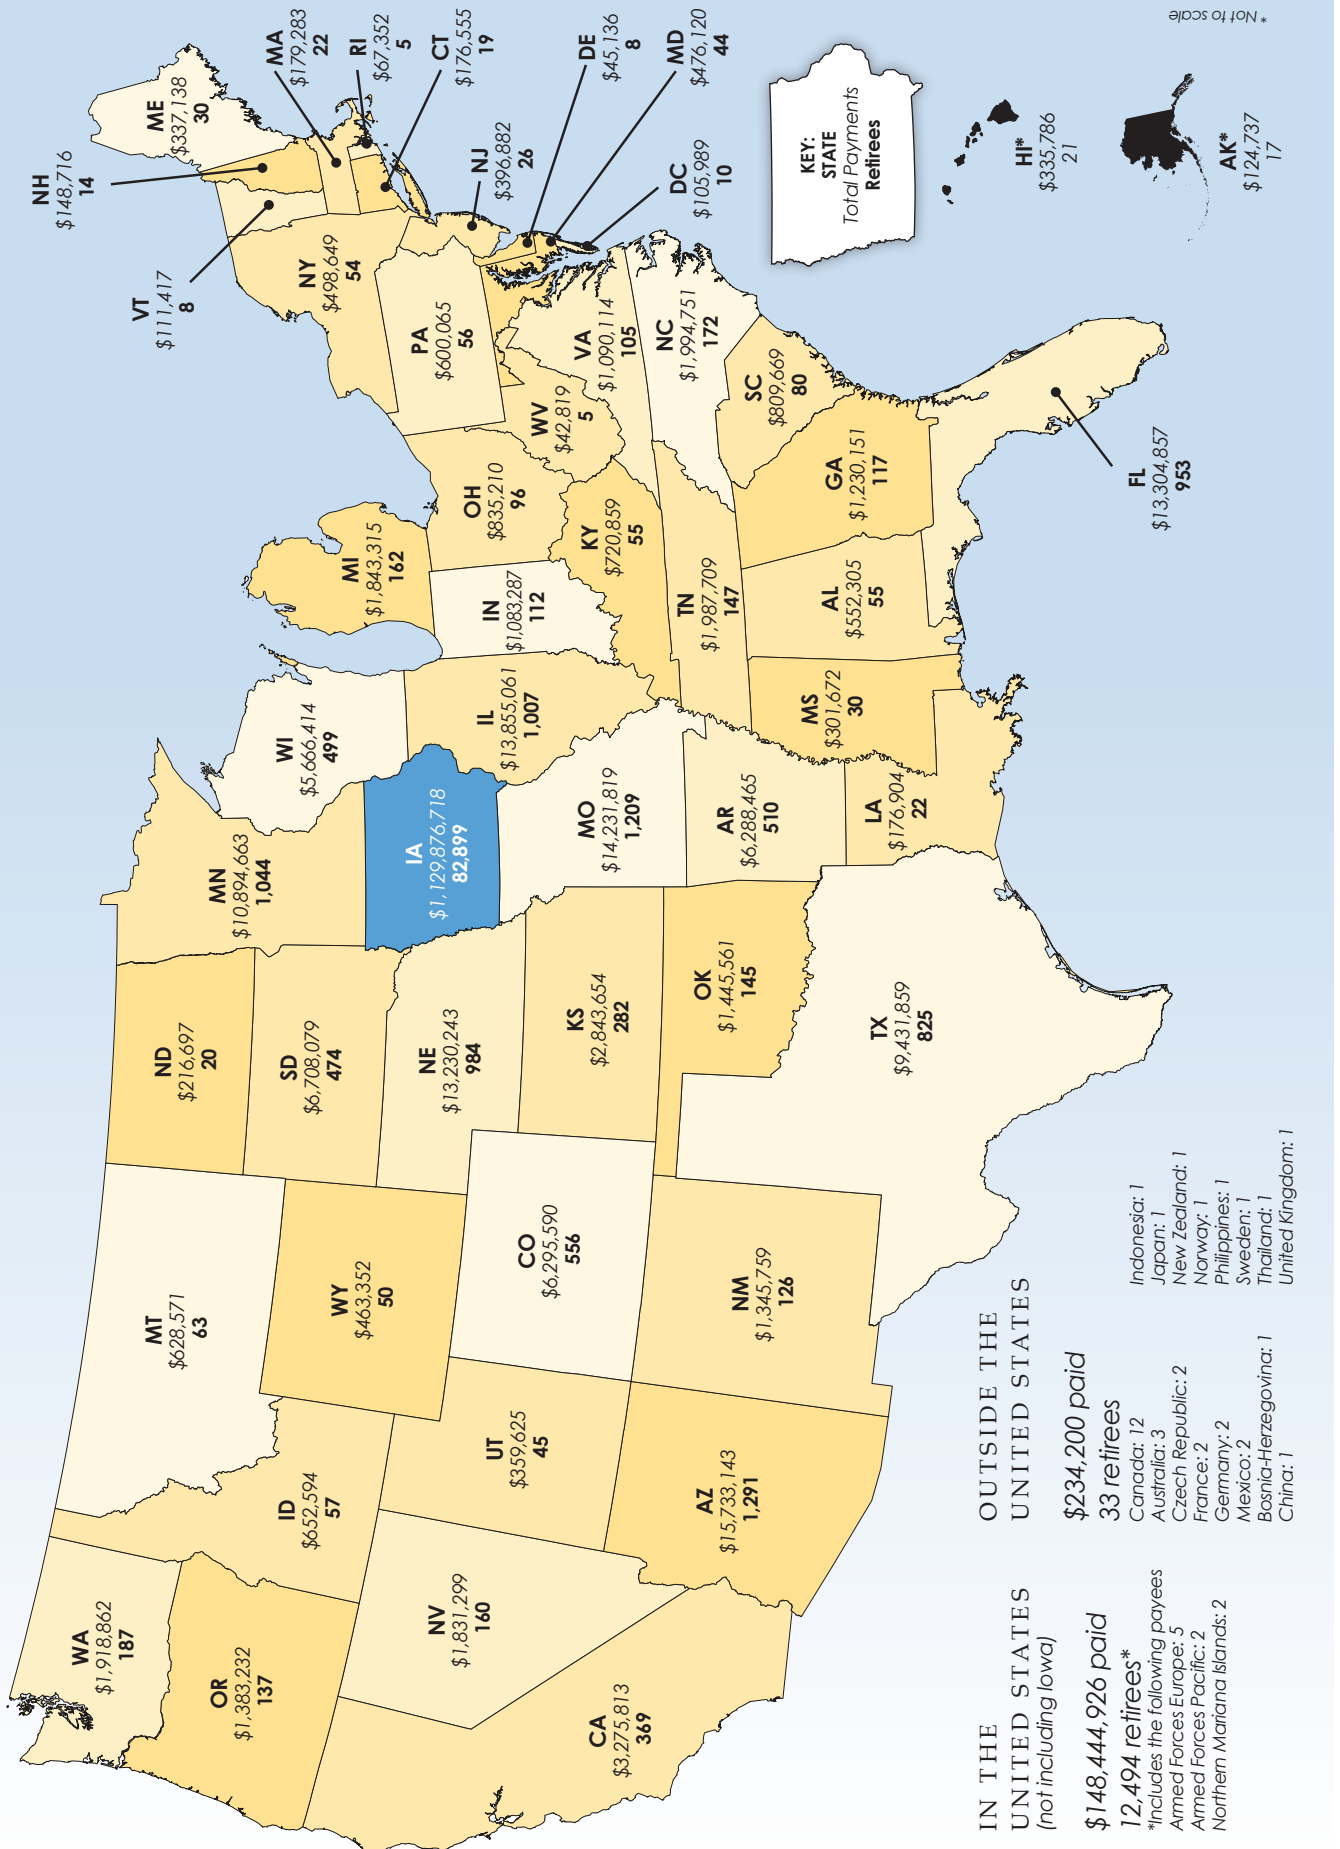 WA
$1,918,862
187
OR
$1,383,232
137
CA
$3,275,813
369
NV
$1,831,299
160
ID
$652,594
57
MT
$628,571
63
WY
$463,352
50
UT
$359,625
45
AZ
$15,733,143
1,291
CO
$6,295,590
556
NM
$1,345,759
126
ND
$216,697
20
SD
$6,708,079
474
NE
$13,230,243
984
KS
$2,843,654
282
OK
$1,445,561
145
TX
$9,431,859
825
MN
$10,894,663
1,044
IA
$1,129,876,718
82,899
MO
$14,231,819
1,209
AR
$6,288,465
510
LA
$176,904
22
WI
$5,666,414
499
IL
$13,855,061
1,007
MI
$1,843,315
162
IN
$1,083,287
112
OH
$835,210
96
KY
$720,859
55
TN
$1,987,709
147
MS
$301,672
30
AL
$552,305
55
GA
$1,230,151
117
FL
$13,304,857
953
SC
$809,669
80
NC
$1,994,751
172
VA
$1,090,114
105
WV
$42,819
5
PA
$600,065
56
NY
$498,649
54
VT
$111,417
8
NH
$148,716
14
ME
$337,138
30
MA
$179,283
22
RI
$67,352
5
CT
$176,555
19
NJ
$396,882
26
DE
$45,136
8
MD
$476,120
44
DC
$105,989
10
KEY:
STATE
Total Payments
Retirees
HI*
$335,786
21
AK*
$124,737
17
* Not to scale
IN THE
UNITED STATES
(not including Iowa)
$148,444,926 paid
12,494 retirees*
*Includes the following payees
Armed Forces Europe: 5
Armed Forces Pacific: 2
Northern Mariana Islands: 2
OUTSIDE THE
UNITED STATES
$234,200 paid
33 retirees
Canada: 12
Australia: 3
Czech Republic: 2
France: 2
Germany: 2
Mexico: 2
Bosnia-Herzegovina: 1
China: 1
Indonesia: 1
Japan: 1
New Zealand: 1
Norway: 1
Philippines: 1
Sweden: 1
Thailand: 1
United Kingdom: 1